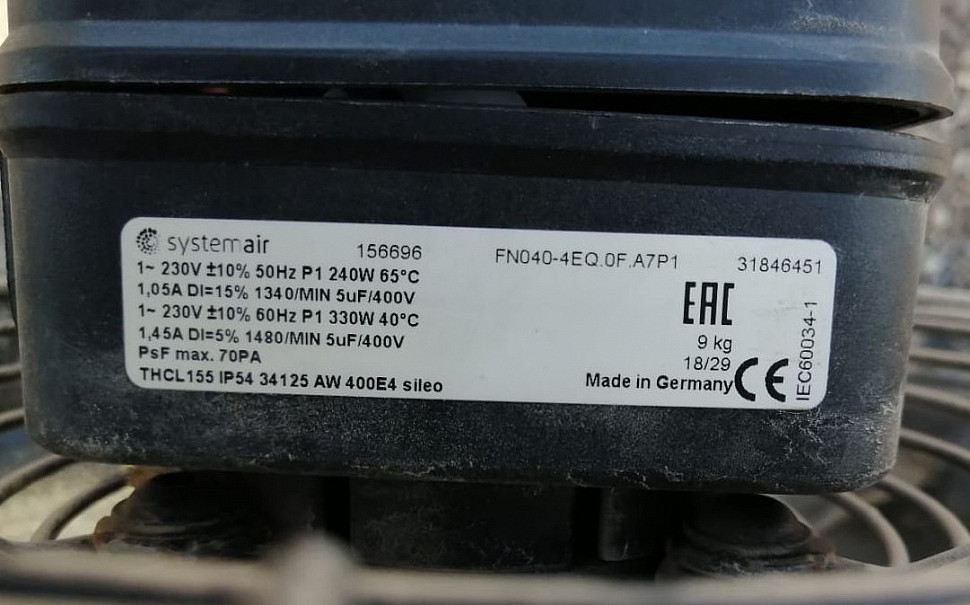 systemair 156696 FN040-4EQ.0F.A7P1 31846451
1~ 230V ±10% 50Hz P1 240W 65°C
1,05A DI=15% 1340/MIN 5uF/400V
1~ 230V ±10% 60Hz P1 330W 40°C
1,45A DI=5% 1480/MIN 5uF/400V
PsF max. 70PA
THCL155 IP54 34125 AW 400E4 sileo
EAC
9 kg
18/29
Made in Germany CE
IEC60034-1